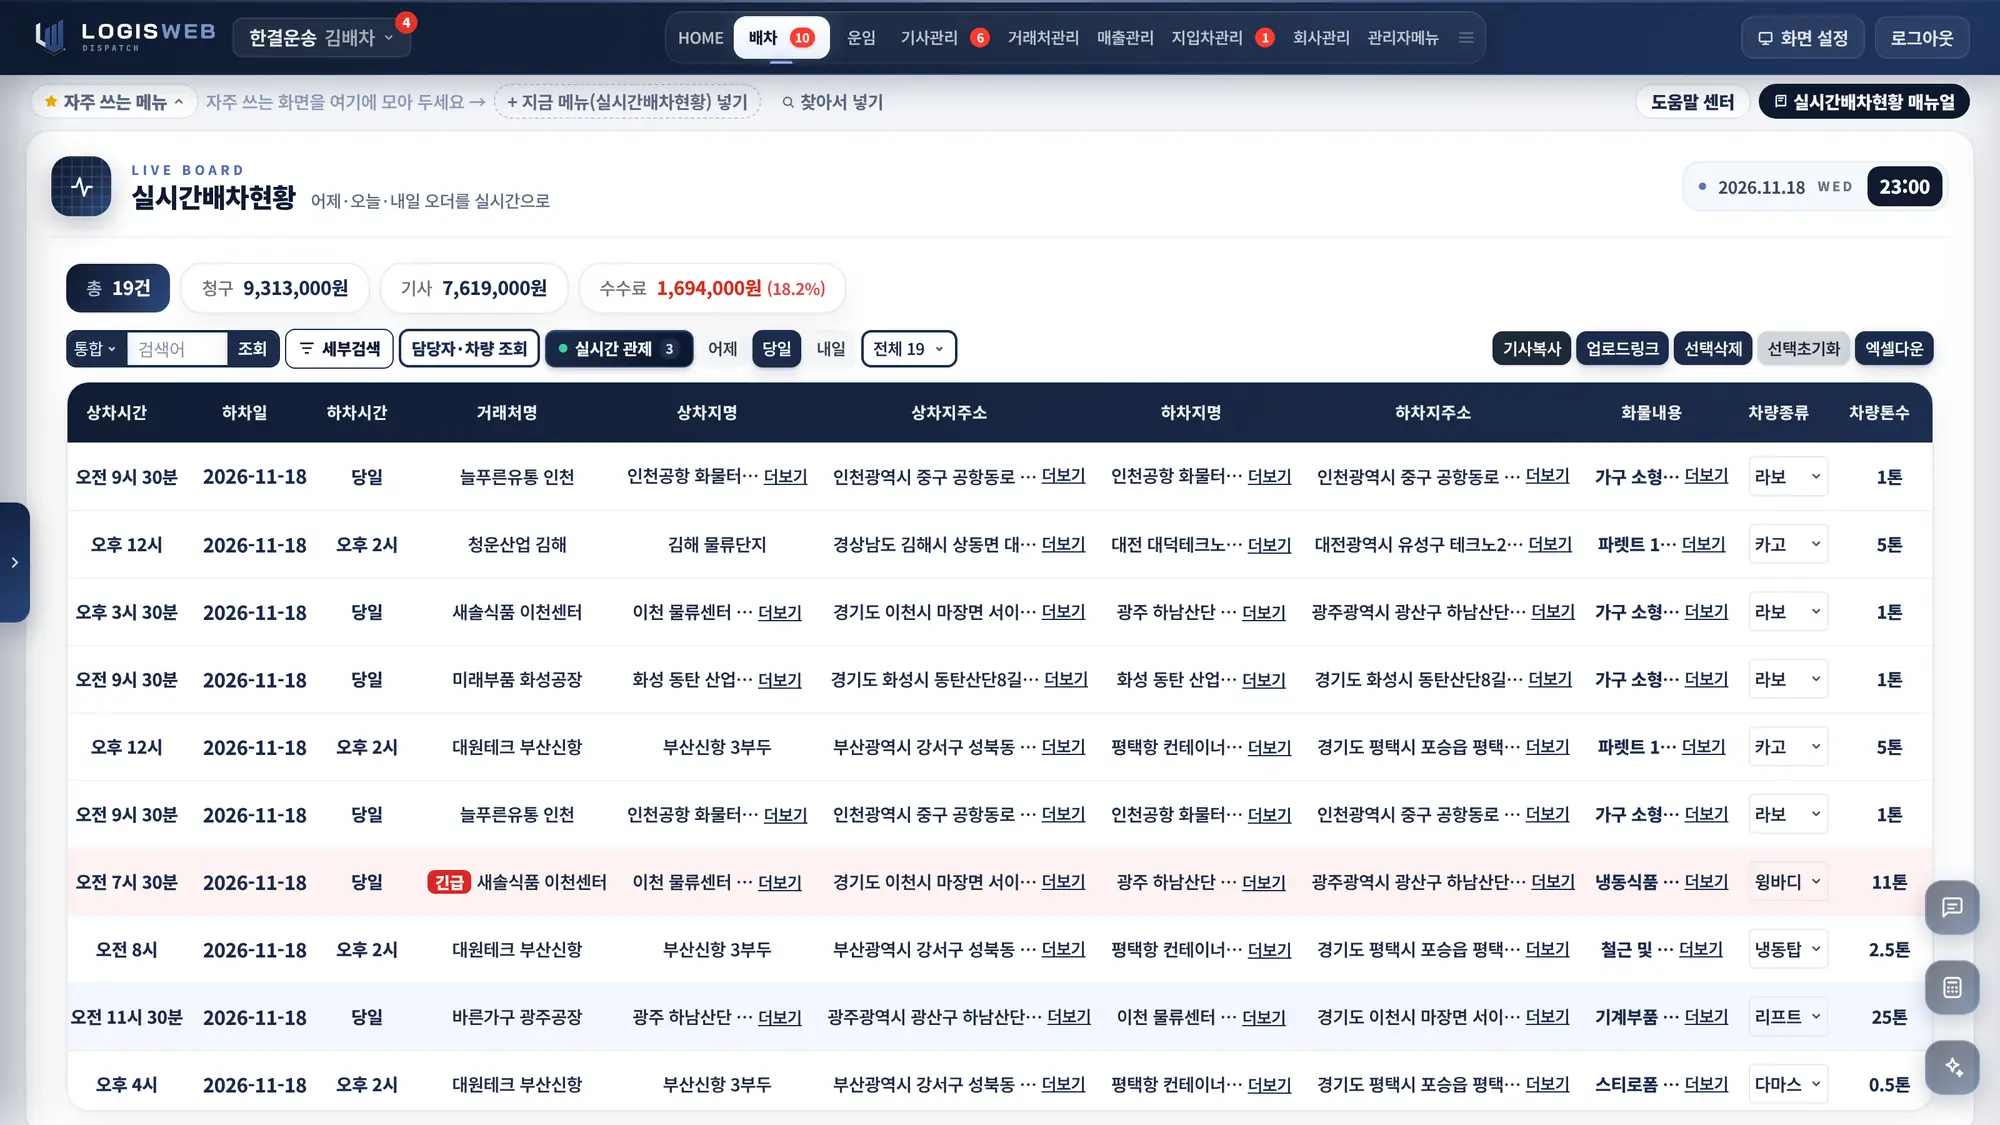 LOGISWEB
DISPATCH
한결운송 김배차
4
HOME 배차 10 운임 기사관리 6 거래처관리 매출관리 지입차관리 1 회사관리 관리자메뉴
화면 설정 로그아웃
자주 쓰는 메뉴 자주 쓰는 화면을 여기에 모아 두세요 → + 지금 메뉴(실시간배차현황) 넣기 찾아서 넣기 도움말 센터 실시간배차현황 매뉴얼
LIVE BOARD
실시간배차현황 어제·오늘·내일 오더를 실시간으로
2026.11.18 WED 23:00
총 19건 청구 9,313,000원 기사 7,619,000원 수수료 1,694,000원 (18.2%)
통합 검색어 조회 세부검색 담당자·차량 조회 실시간 관제 3 어제 당일 내일 전체 19 기사복사 업로드링크 선택삭제 선택초기화 엑셀다운
상차시간 하차일 하차시간 거래처명 상차지명 상차지주소 하차지명 하차지주소 화물내용 차량종류 차량톤수
오전 9시 30분 2026-11-18 당일 늘푸른유통 인천 인천공항 화물터··· 더보기 인천광역시 중구 공항동로 ··· 더보기 인천공항 화물터··· 더보기 인천광역시 중구 공항동로 ··· 더보기 가구 소형··· 더보기 라보 1톤
오후 12시 2026-11-18 오후 2시 청운산업 김해 김해 물류단지 경상남도 김해시 상동면 대··· 더보기 대전 대덕테크노··· 더보기 대전광역시 유성구 테크노2··· 더보기 파렛트 1··· 더보기 카고 5톤
오후 3시 30분 2026-11-18 당일 새솔식품 이천센터 이천 물류센터 ··· 더보기 경기도 이천시 마장면 서이··· 더보기 광주 하남산단 ··· 더보기 광주광역시 광산구 하남산단··· 더보기 가구 소형··· 더보기 라보 1톤
오전 9시 30분 2026-11-18 당일 미래부품 화성공장 화성 동탄 산업··· 더보기 경기도 화성시 동탄산단8길··· 더보기 화성 동탄 산업··· 더보기 경기도 화성시 동탄산단8길··· 더보기 가구 소형··· 더보기 라보 1톤
오후 12시 2026-11-18 오후 2시 대원테크 부산신항 부산신항 3부두 부산광역시 강서구 성북동 ··· 더보기 평택항 컨테이너··· 더보기 경기도 평택시 포승읍 평택··· 더보기 파렛트 1··· 더보기 카고 5톤
오전 9시 30분 2026-11-18 당일 늘푸른유통 인천 인천공항 화물터··· 더보기 인천광역시 중구 공항동로 ··· 더보기 인천공항 화물터··· 더보기 인천광역시 중구 공항동로 ··· 더보기 가구 소형··· 더보기 라보 1톤
오전 7시 30분 2026-11-18 당일 긴급 새솔식품 이천센터 이천 물류센터 ··· 더보기 경기도 이천시 마장면 서이··· 더보기 광주 하남산단 ··· 더보기 광주광역시 광산구 하남산단··· 더보기 냉동식품 ··· 더보기 윙바디 11톤
오전 8시 2026-11-18 오후 2시 대원테크 부산신항 부산신항 3부두 부산광역시 강서구 성북동 ··· 더보기 평택항 컨테이너··· 더보기 경기도 평택시 포승읍 평택··· 더보기 철근 및 ··· 더보기 냉동탑 2.5톤
오전 11시 30분 2026-11-18 당일 바른가구 광주공장 광주 하남산단 ··· 더보기 광주광역시 광산구 하남산단··· 더보기 이천 물류센터 ··· 더보기 경기도 이천시 마장면 서이··· 더보기 기계부품 ··· 더보기 리프트 25톤
오후 4시 2026-11-18 오후 2시 대원테크 부산신항 부산신항 3부두 부산광역시 강서구 성북동 ··· 더보기 평택항 컨테이너··· 더보기 경기도 평택시 포승읍 평택··· 더보기 스티로폼 ··· 더보기 다마스 0.5톤